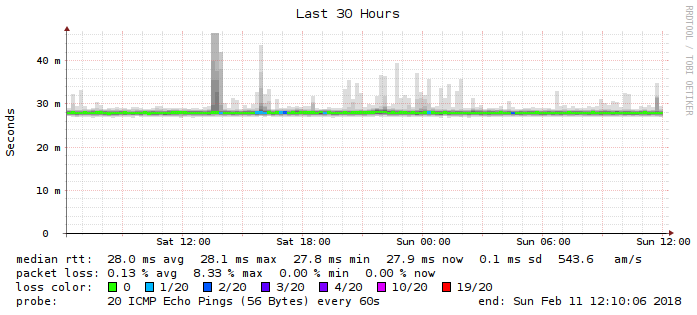 Last 30 Hours
RRDTOOL / TOBI OETIKER
Seconds
40 m
30 m
20 m
10 m
0
Sat 12:00 Sat 18:00 Sun 00:00 Sun 06:00 Sun 12:00
median rtt: 28.0 ms avg 28.1 ms max 27.8 ms min 27.9 ms now 0.1 ms sd 543.6 am/s
packet loss: 0.13 % avg 8.33 % max 0.00 % min 0.00 % now
loss color: 0 1/20 2/20 3/20 4/20 10/20 19/20
probe: 20 ICMP Echo Pings (56 Bytes) every 60s end: Sun Feb 11 12:10:06 2018